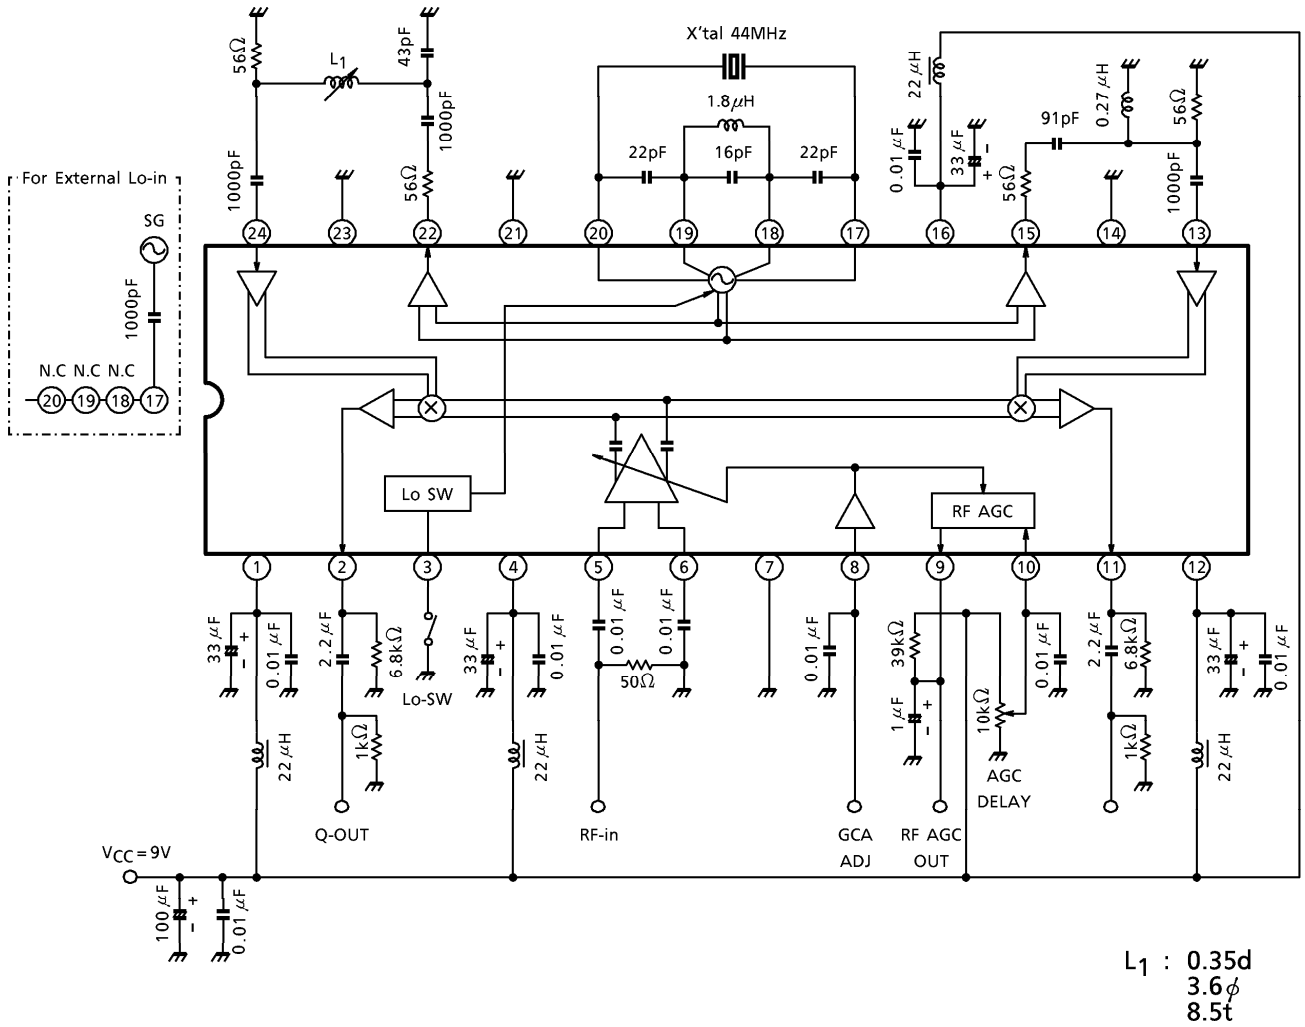 X'tal 44MHz
56Ω
L1
43pF
1000pF
1000pF
56Ω
1.8μH
22pF
16pF
22pF
22μH
0.01μF
33μF
-
+
91pF
0.27μH
56Ω
56Ω
1000pF
For External Lo-in
SG
1000pF
N.C N.C N.C
20 19 18 17
24 23 22 21 20 19 18 17 16 15 14 13
Lo SW
RF AGC
1 2 3 4 5 6 7 8 9 10 11 12
33μF
+
-
0.01μF
22μH
2.2μF
6.8kΩ
1kΩ
Q-OUT
Lo-SW
33μF
+
-
0.01μF
22μH
0.01μF
0.01μF
50Ω
RF-in
0.01μF
GCA
ADJ
39kΩ
1μF
+
-
RF AGC
OUT
10kΩ
AGC
DELAY
0.01μF
2.2μF
6.8kΩ
1kΩ
33μF
+
-
0.01μF
22μH
VCC=9V
100μF
+
-
0.01μF
L1 : 0.35d
3.6ϕ
8.5t